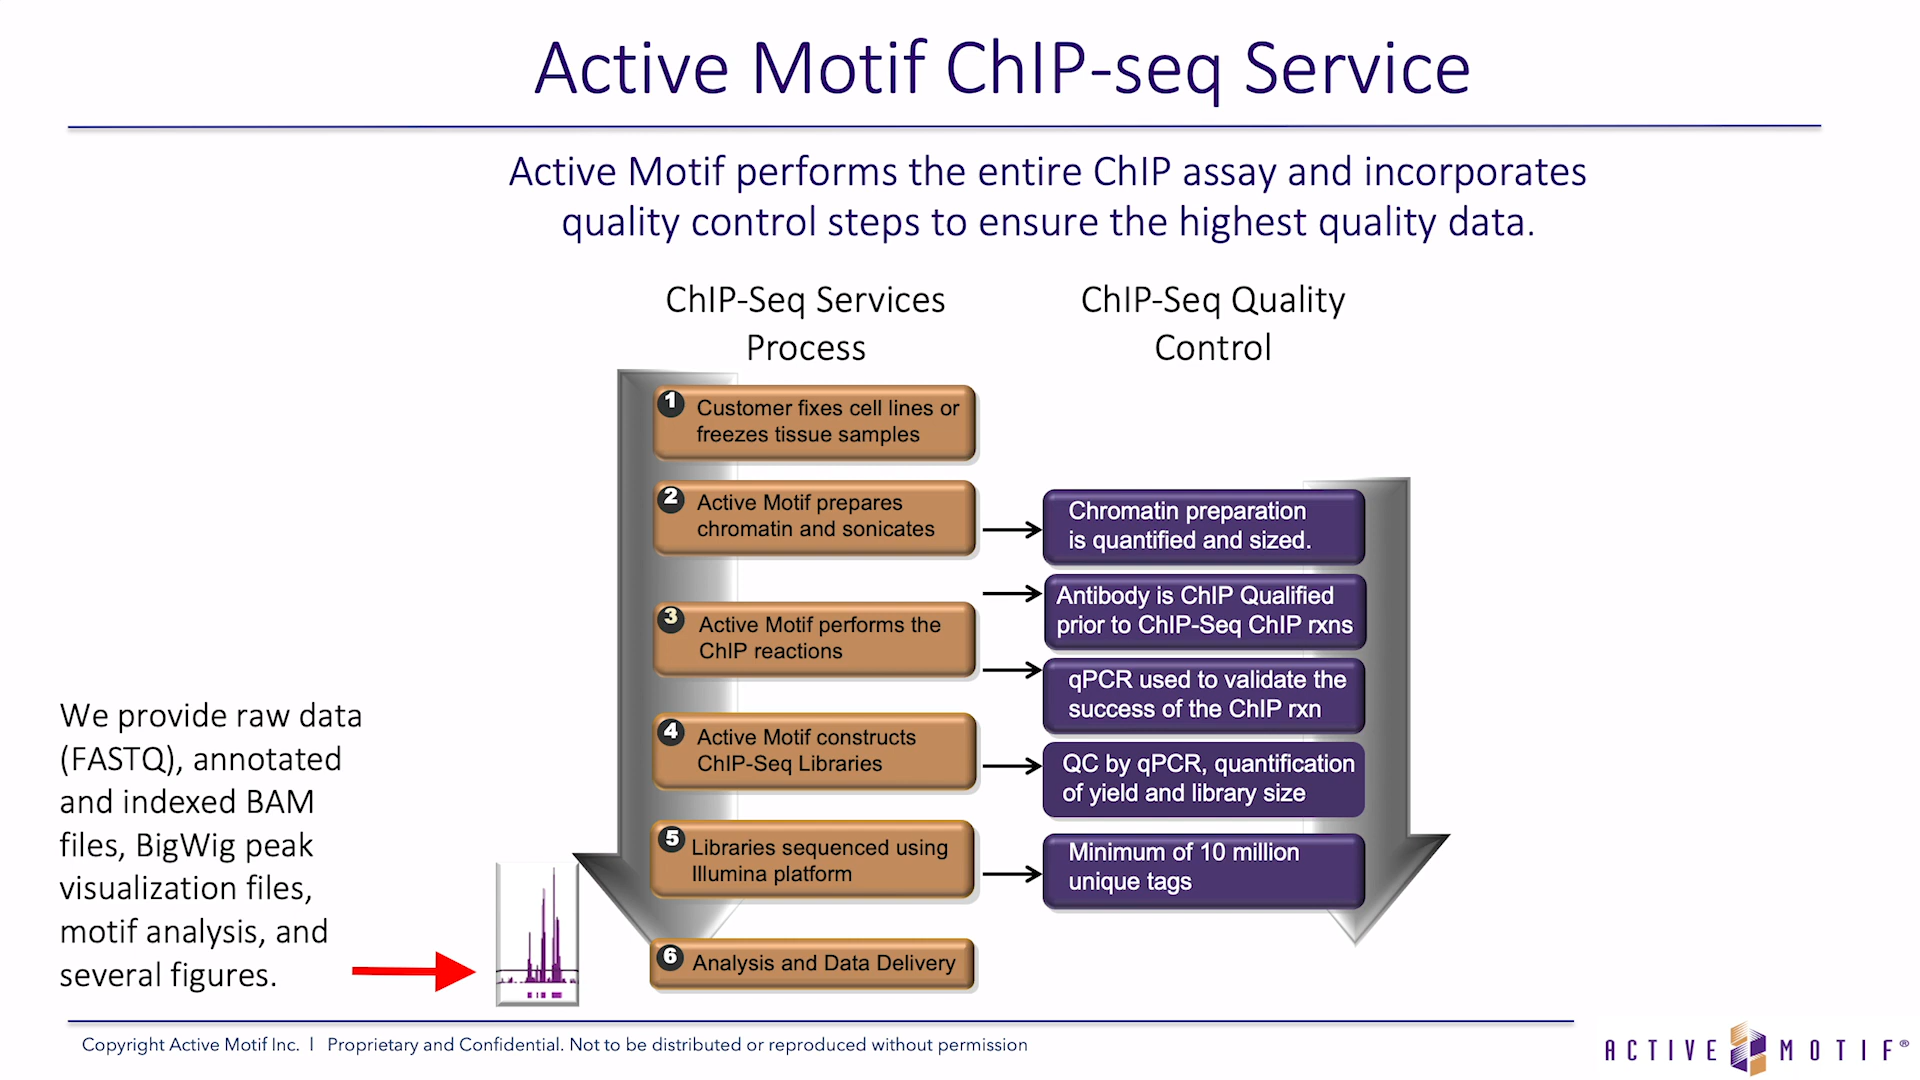 Active Motif ChIP-seq Service
Active Motif performs the entire ChIP assay and incorporates
quality control steps to ensure the highest quality data.
ChIP-Seq Services
Process
ChIP-Seq Quality
Control
1
Customer fixes cell lines or
freezes tissue samples
2
Active Motif prepares
chromatin and sonicates
Chromatin preparation
is quantified and sized.
Antibody is ChIP Qualified
prior to ChIP-Seq ChIP rxns
3
Active Motif performs the
ChIP reactions
qPCR used to validate the
success of the ChIP rxn
4
Active Motif constructs
ChIP-Seq Libraries
QC by qPCR, quantification
of yield and library size
5
Libraries sequenced using
Illumina platform
Minimum of 10 million
unique tags
6
Analysis and Data Delivery
We provide raw data
(FASTQ), annotated
and indexed BAM
files, BigWig peak
visualization files,
motif analysis, and
several figures.
Copyright Active Motif Inc. | Proprietary and Confidential. Not to be distributed or reproduced without permission
ACTIVE MOTIF®